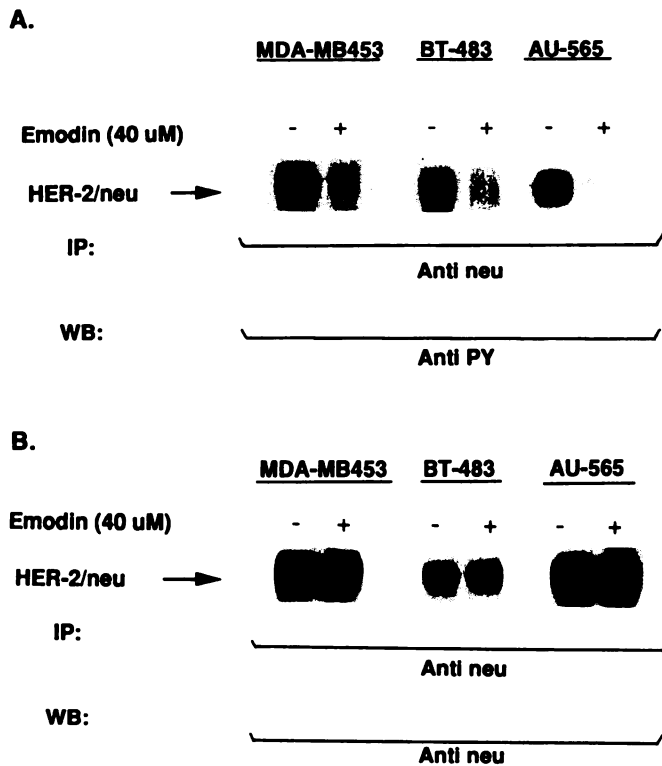 A.
MDA-MB453 BT-483 AU-565
Emodin (40 uM) - + - + - +
HER-2/neu
IP:
Anti neu
WB:
Anti PY
B.
MDA-MB453 BT-483 AU-565
Emodin (40 uM) - + - + - +
HER-2/neu
IP:
Anti neu
WB:
Anti neu